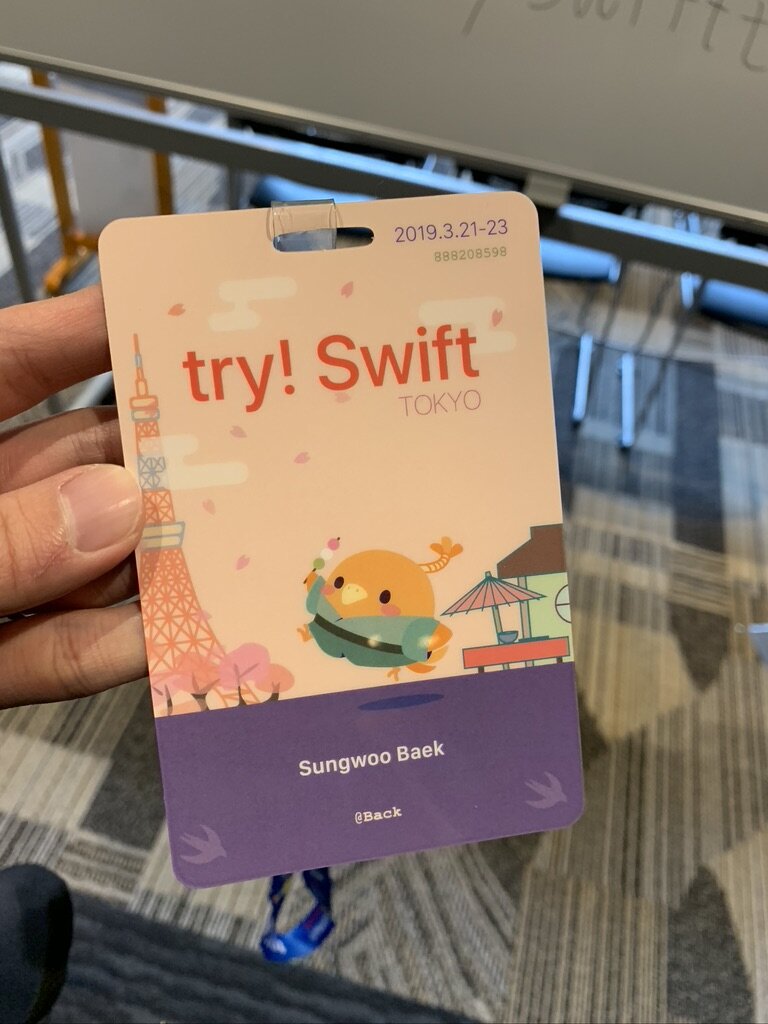 2019.3.21-23
888208598
try! Swift
TOKYO
Sungwoo Baek
@Back